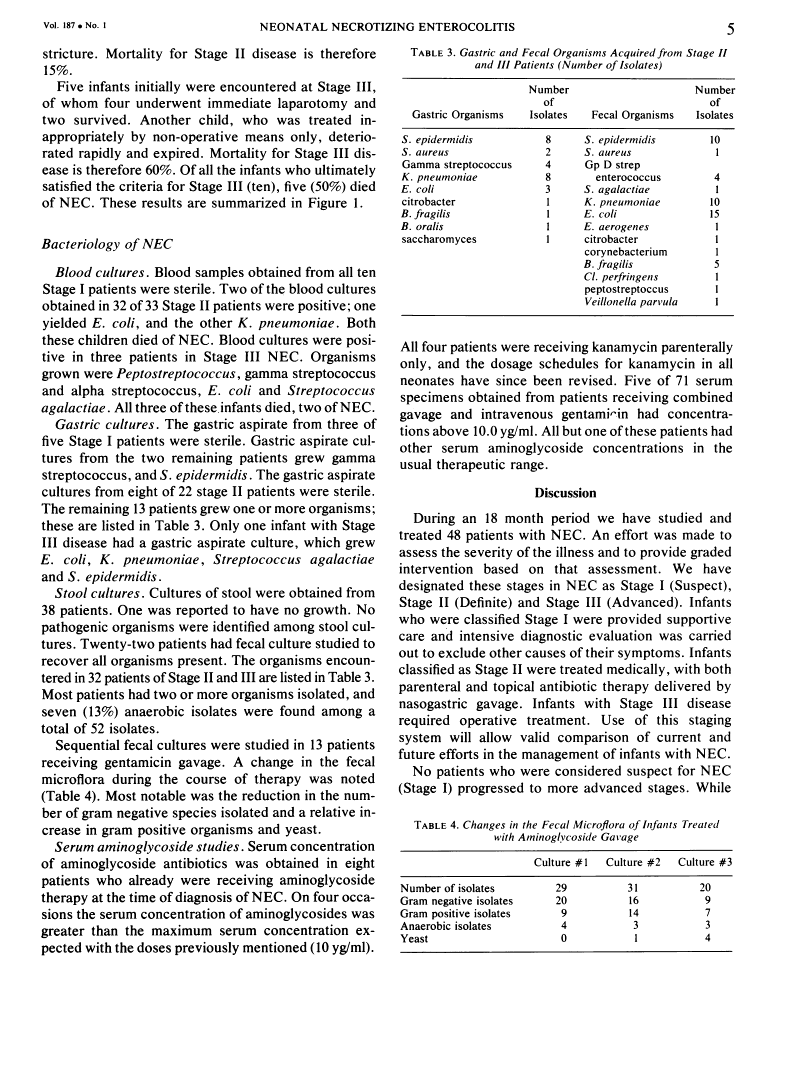 Vol. 187 • No. 1
NEONATAL NECROTIZING ENTEROCOLITIS
5
stricture. Mortality for Stage II disease is therefore
15%.
Five infants initially were encountered at Stage III,
of whom four underwent immediate laparotomy and
two survived. Another child, who was treated in-
appropriately by non-operative means only, deterio-
rated rapidly and expired. Mortality for Stage III dis-
ease is therefore 60%. Of all the infants who ultimately
satisfied the criteria for Stage III (ten), five (50%) died
of NEC. These results are summarized in Figure 1.
Bacteriology of NEC
Blood cultures. Blood samples obtained from all ten
Stage I patients were sterile. Two of the blood cultures
obtained in 32 of 33 Stage II patients were positive; one
yielded E. coli, and the other K. pneumoniae. Both
these children died of NEC. Blood cultures were posi-
tive in three patients in Stage III NEC. Organisms
grown were Peptostreptococcus, gamma streptococcus
and alpha streptococcus, E. coli and Streptococcus
agalactiae. All three of these infants died, two of NEC.
Gastric cultures. The gastric aspirate from three of
five Stage I patients were sterile. Gastric aspirate cul-
tures from the two remaining patients grew gamma
streptococcus, and S. epidermidis. The gastric aspirate
cultures from eight of 22 stage II patients were sterile.
The remaining 13 patients grew one or more organisms;
these are listed in Table 3. Only one infant with Stage
III disease had a gastric aspirate culture, which grew
E. coli, K. pneumoniae, Streptococcus agalactiae
and S. epidermidis.
Stool cultures. Cultures of stool were obtained from
38 patients. One was reported to have no growth. No
pathogenic organisms were identified among stool cul-
tures. Twenty-two patients had fecal culture studied to
recover all organisms present. The organisms encoun-
tered in 32 patients of Stage II and III are listed in Table 3.
Most patients had two or more organisms isolated, and
seven (13%) anaerobic isolates were found among a
total of 52 isolates.
Sequential fecal cultures were studied in 13 patients
receiving gentamicin gavage. A change in the fecal
microflora during the course of therapy was noted
(Table 4). Most notable was the reduction in the num-
ber of gram negative species isolated and a relative in-
crease in gram positive organisms and yeast.
Serum aminoglycoside studies. Serum concentration
of aminoglycoside antibiotics was obtained in eight
patients who already were receiving aminoglycoside
therapy at the time of diagnosis of NEC. On four occa-
sions the serum concentration of aminoglycosides was
greater than the maximum serum concentration ex-
pected with the doses previously mentioned (10 yg/ml).
TABLE 3. Gastric and Fecal Organisms Acquired from Stage II
and III Patients (Number of Isolates)
Number Number
of of
Gastric Organisms Isolates Fecal Organisms Isolates
S. epidermidis 8 S. epidermidis 10
S. aureus 2 S. aureus 1
Gamma streptococcus 4 Gp D strep
K. pneumoniae 8 enterococcus 4
E. coli 3 S. agalactiae 1
citrobacter 1 K. pneumoniae 10
B. fragilis 1 E. coli 15
B. oralis 1 E. aerogenes 1
saccharomyces 1 citrobacter 1
corynebacterium 1
B. fragilis 5
Cl. perfringens 1
peptostreptoccus 1
Veillonella parvula 1
All four patients were receiving kanamycin parenterally
only, and the dosage schedules for kanamycin in all
neonates have since been revised. Five of 71 serum
specimens obtained from patients receiving combined
gavage and intravenous gentamicin had concentra-
tions above 10.0 yg/ml. All but one of these patients had
other serum aminoglycoside concentrations in the
usual therapeutic range.
Discussion
During an 18 month period we have studied and
treated 48 patients with NEC. An effort was made to
assess the severity of the illness and to provide graded
intervention based on that assessment. We have
designated these stages in NEC as Stage I (Suspect),
Stage II (Definite) and Stage III (Advanced). Infants
who were classified Stage I were provided supportive
care and intensive diagnostic evaluation was carried
out to exclude other causes of their symptoms. Infants
classified as Stage II were treated medically, with both
parenteral and topical antibiotic therapy delivered by
nasogastric gavage. Infants with Stage III disease
required operative treatment. Use of this staging
system will allow valid comparison of current and
future efforts in the management of infants with NEC.
No patients who were considered suspect for NEC
(Stage I) progressed to more advanced stages. While
TABLE 4. Changes in the Fecal Microflora of Infants Treated
with Aminoglycoside Gavage
Culture #1 Culture #2 Culture #3
Number of isolates 29 31 20
Gram negative isolates 20 16 9
Gram positive isolates 9 14 7
Anaerobic isolates 4 3 3
Yeast 0 1 4